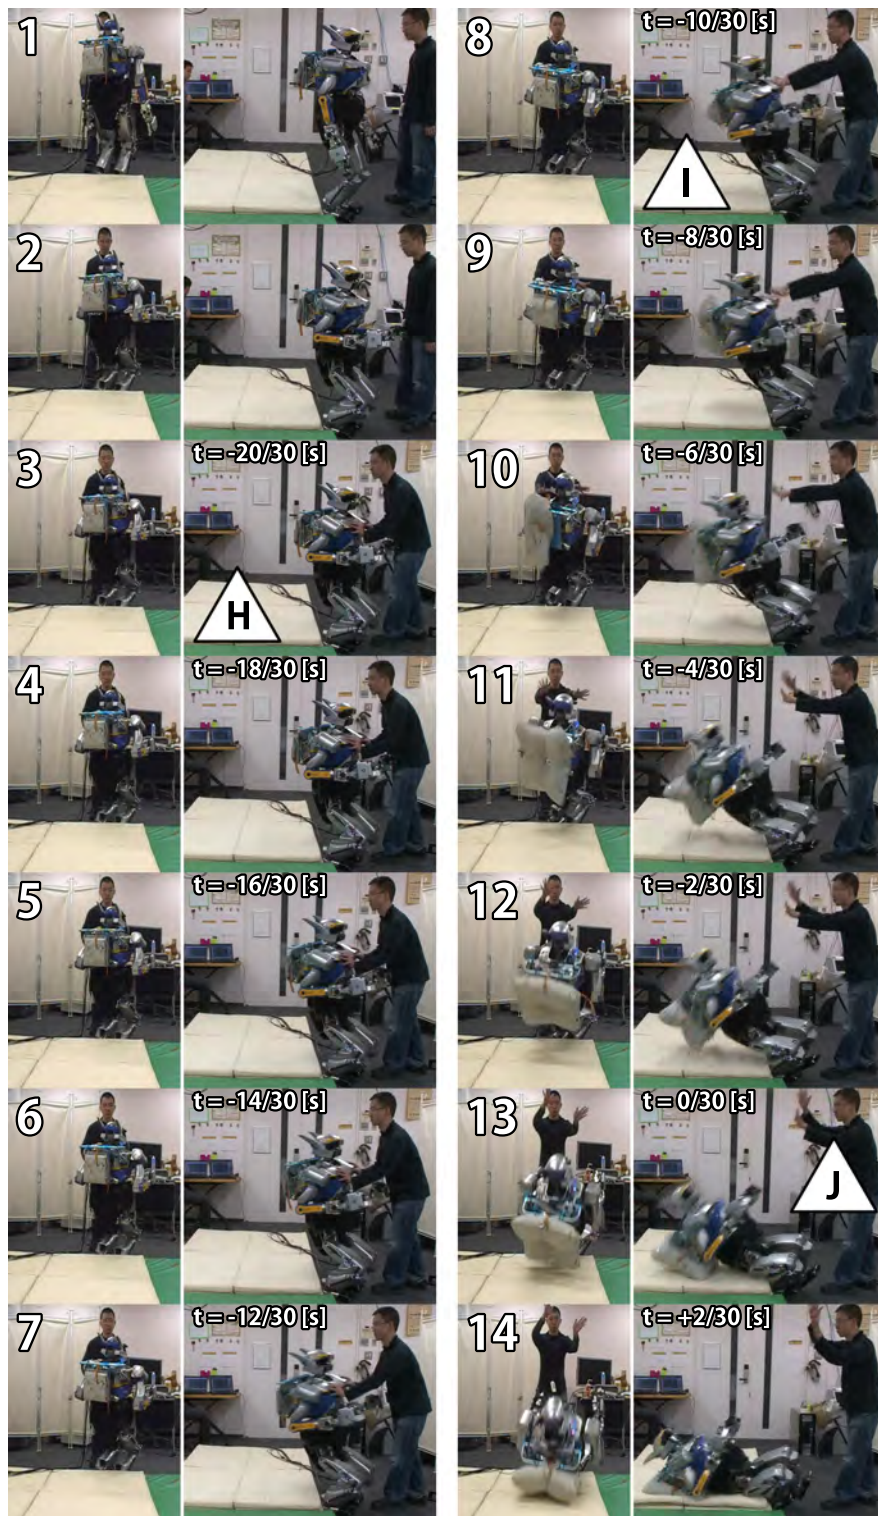 1
2
3
t = -20/30 [s]
H
4
t = -18/30 [s]
5
t = -16/30 [s]
6
t = -14/30 [s]
7
t = -12/30 [s]
8
t = -10/30 [s]
I
9
t = -8/30 [s]
10
t = -6/30 [s]
11
t = -4/30 [s]
12
t = -2/30 [s]
13
t = 0/30 [s]
J
14
t = +2/30 [s]